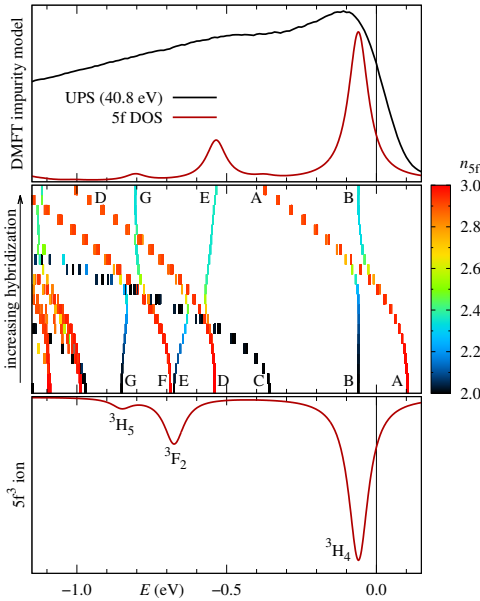 DMFT impurity model
UPS (40.8 eV)
5f DOS
n5f
increasing hybridization
D G E A B
G F E D C B A
3.0
2.8
2.6
2.4
2.2
2.0
5f³ ion
³H₅
³F₂
³H₄
−1.0 E (eV) −0.5 0.0